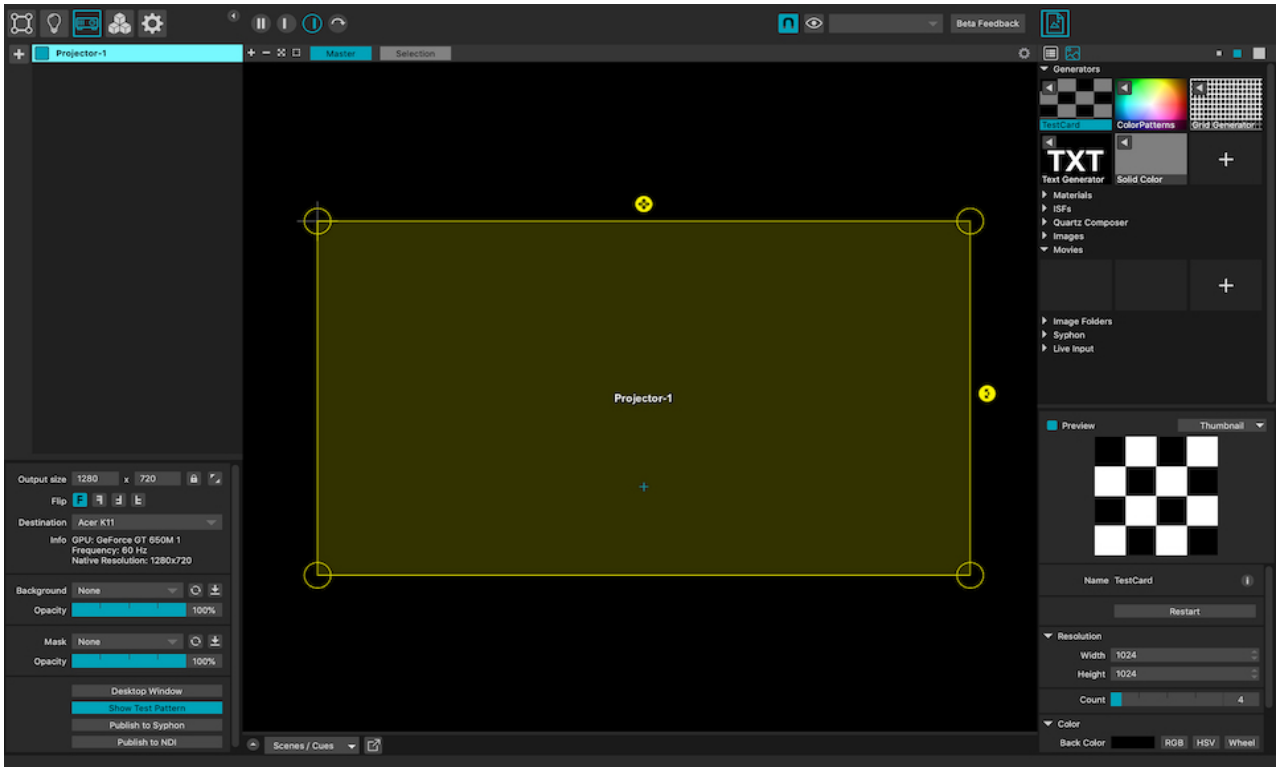 Beta Feedback
Projector-1
Master
Selection
Generators
TestCard
ColorPatterns
Grid Generator
TXT
Text Generator
Solid Color
Materials
ISFs
Quartz Composer
Images
Movies
Image Folders
Syphon
Live Input
Projector-1
Preview
Thumbnail
Output size 1280 x 720
Flip F F F F
Destination Acer K11
Info GPU: GeForce GT 650M 1
Frequency: 60 Hz
Native Resolution: 1280x720
Background None
Opacity 100%
Mask None
Opacity 100%
Desktop Window
Show Test Pattern
Publish to Syphon
Publish to NDI
Scenes / Cues
Name TestCard
Restart
Resolution
Width 1024
Height 1024
Count 4
Color
Back Color RGB HSV Wheel